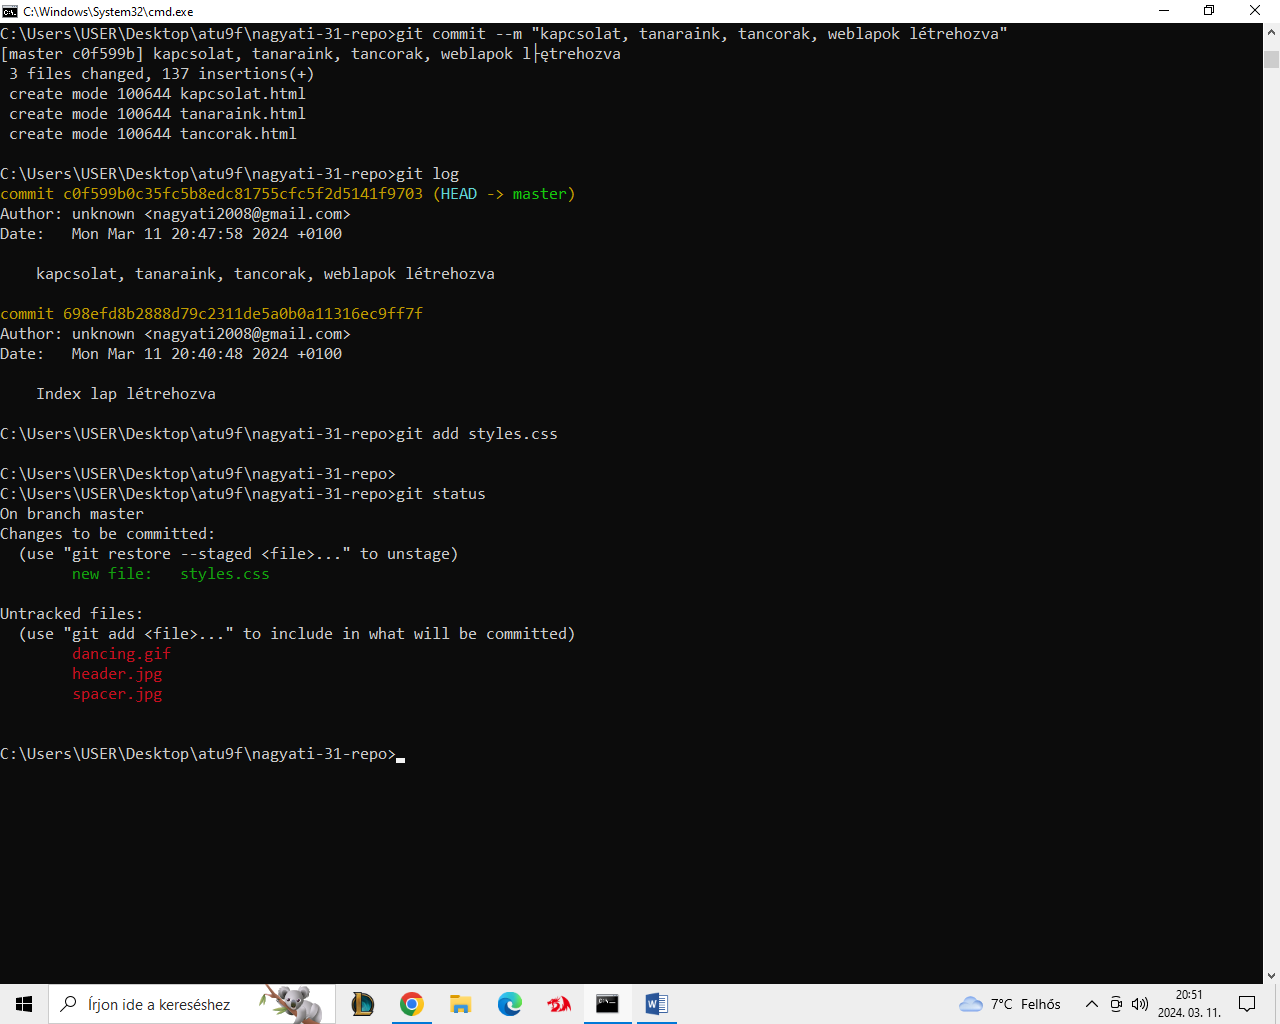 C:\Windows\System32\cmd.exe
C:\Users\USER\Desktop\atu9f\nagyati-31-repo>git commit --m "kapcsolat, tanaraink, tancorak, weblapok létrehozva"
[master c0f599b] kapcsolat, tanaraink, tancorak, weblapok l├ętrehozva
 3 files changed, 137 insertions(+)
 create mode 100644 kapcsolat.html
 create mode 100644 tanaraink.html
 create mode 100644 tancorak.html
C:\Users\USER\Desktop\atu9f\nagyati-31-repo>git log
commit c0f599b0c35fc5b8edc81755cfc5f2d5141f9703 (HEAD -> master)
Author: unknown <nagyati2008@gmail.com>
Date:   Mon Mar 11 20:47:58 2024 +0100
    kapcsolat, tanaraink, tancorak, weblapok létrehozva
commit 698efd8b2888d79c2311de5a0b0a11316ec9ff7f
Author: unknown <nagyati2008@gmail.com>
Date:   Mon Mar 11 20:40:48 2024 +0100
    Index lap létrehozva
C:\Users\USER\Desktop\atu9f\nagyati-31-repo>git add styles.css
C:\Users\USER\Desktop\atu9f\nagyati-31-repo>
C:\Users\USER\Desktop\atu9f\nagyati-31-repo>git status
On branch master
Changes to be committed:
  (use "git restore --staged <file>..." to unstage)
        new file:   styles.css
Untracked files:
  (use "git add <file>..." to include in what will be committed)
        dancing.gif
        header.jpg
        spacer.jpg
C:\Users\USER\Desktop\atu9f\nagyati-31-repo>
Írjon ide a kereséshez
7°C Felhős
20:51
2024. 03. 11.